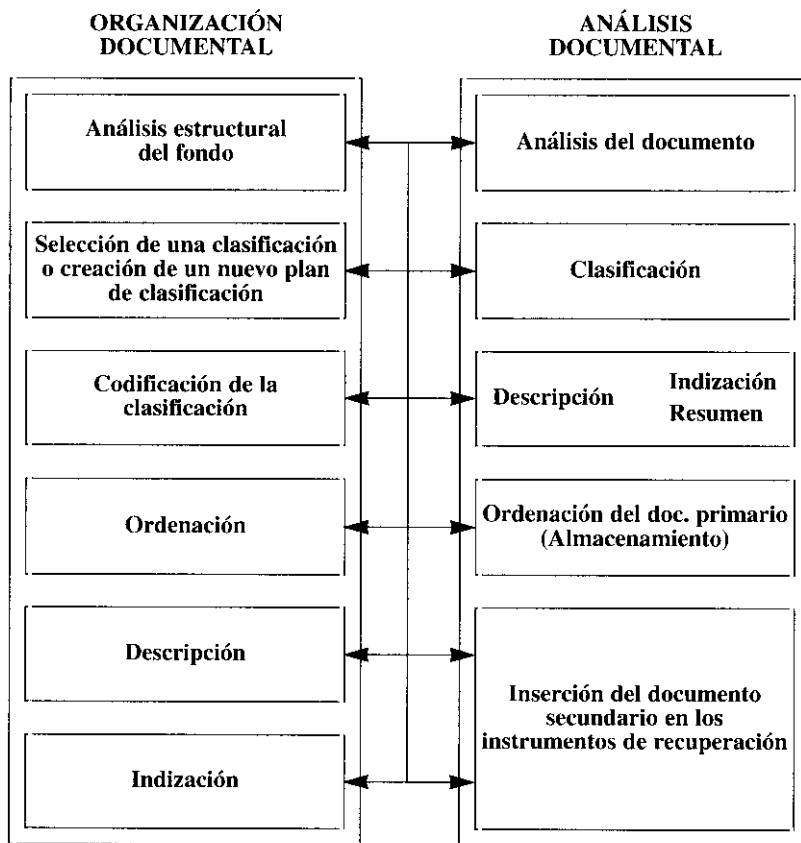 ORGANIZACIÓN
DOCUMENTAL
Análisis estructural
del fondo
Selección de una clasificación
o creación de un nuevo plan
de clasificación
Codificación de la
clasificación
Ordenación
Descripción
Indización
ANÁLISIS
DOCUMENTAL
Análisis del documento
Clasificación
Descripción
Indización
Resumen
Ordenación del doc. primario
(Almacenamiento)
Inserción del documento
secundario en los
instrumentos de recuperación